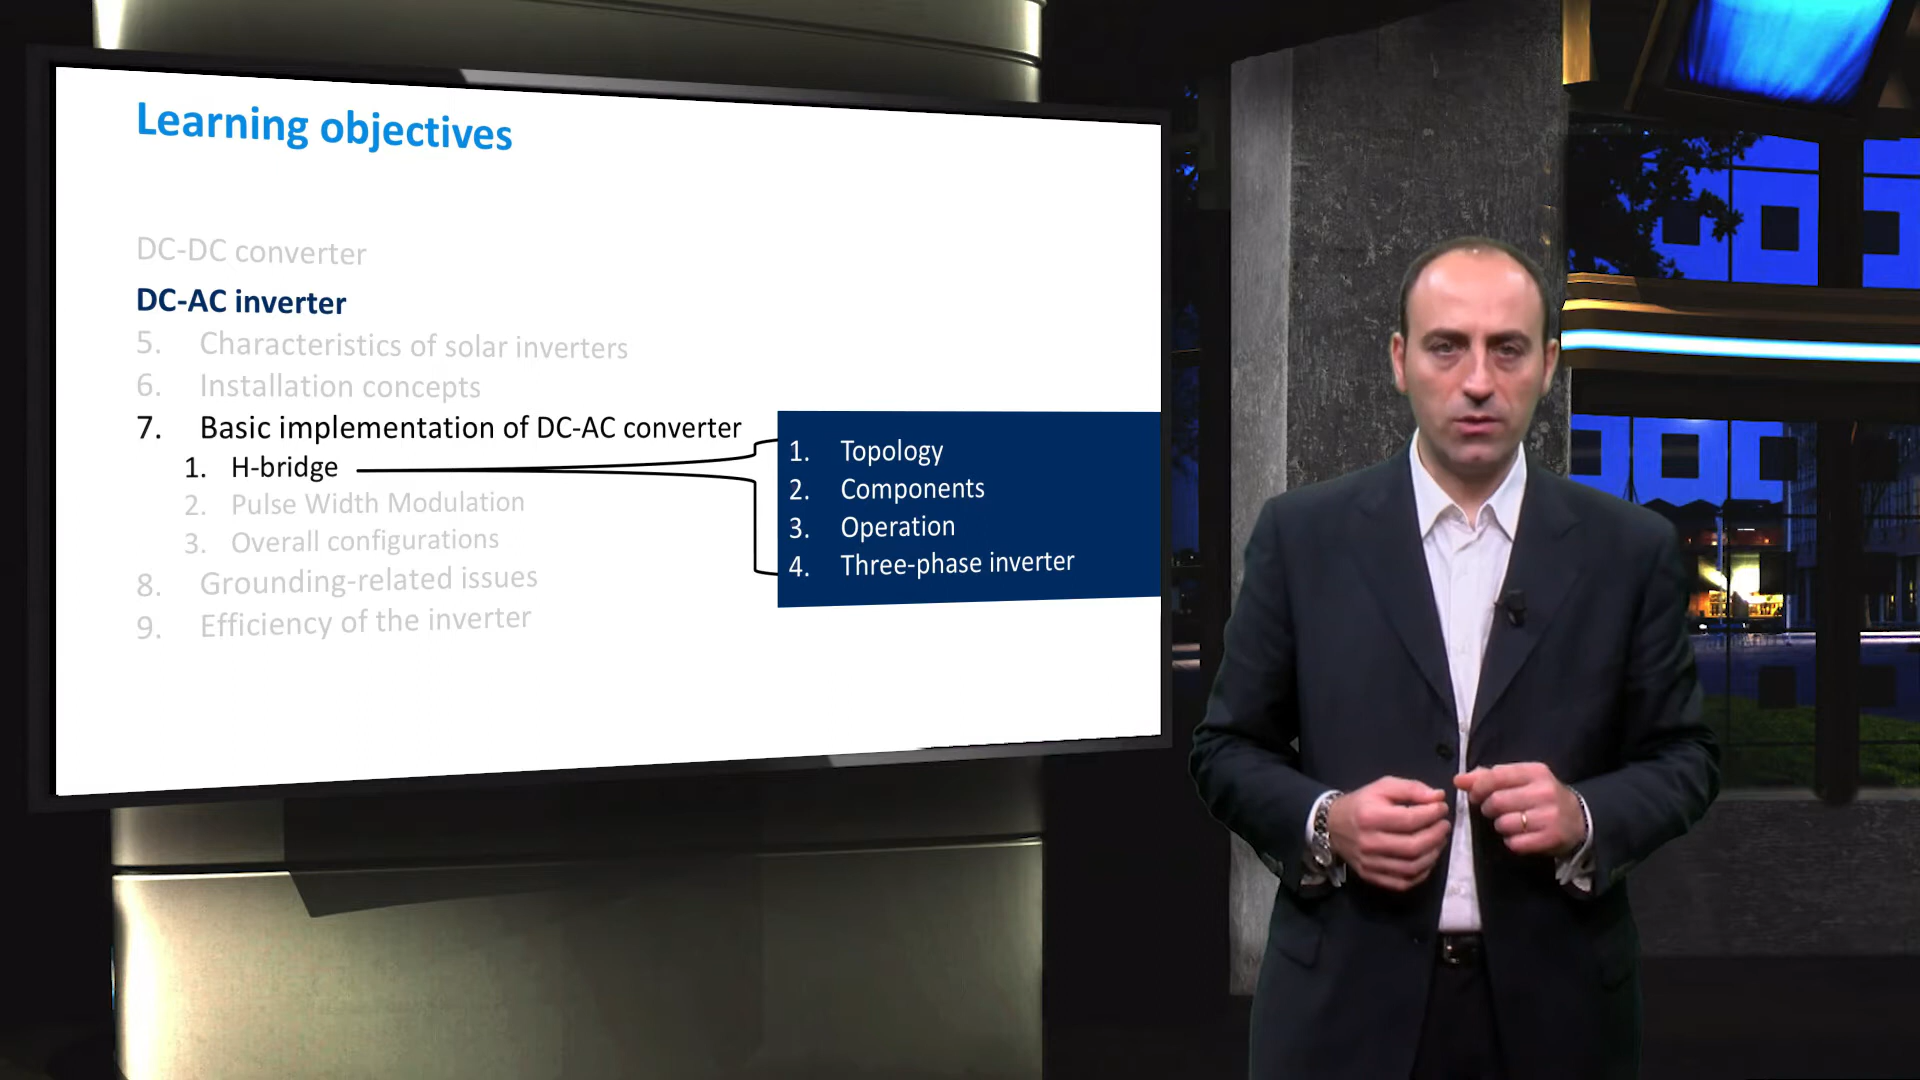 Learning objectives
DC-DC converter
DC-AC inverter
5. Characteristics of solar inverters
6. Installation concepts
7. Basic implementation of DC-AC converter
1. H-bridge
2. Pulse Width Modulation
3. Overall configurations
8. Grounding-related issues
9. Efficiency of the inverter
1. Topology
2. Components
3. Operation
4. Three-phase inverter